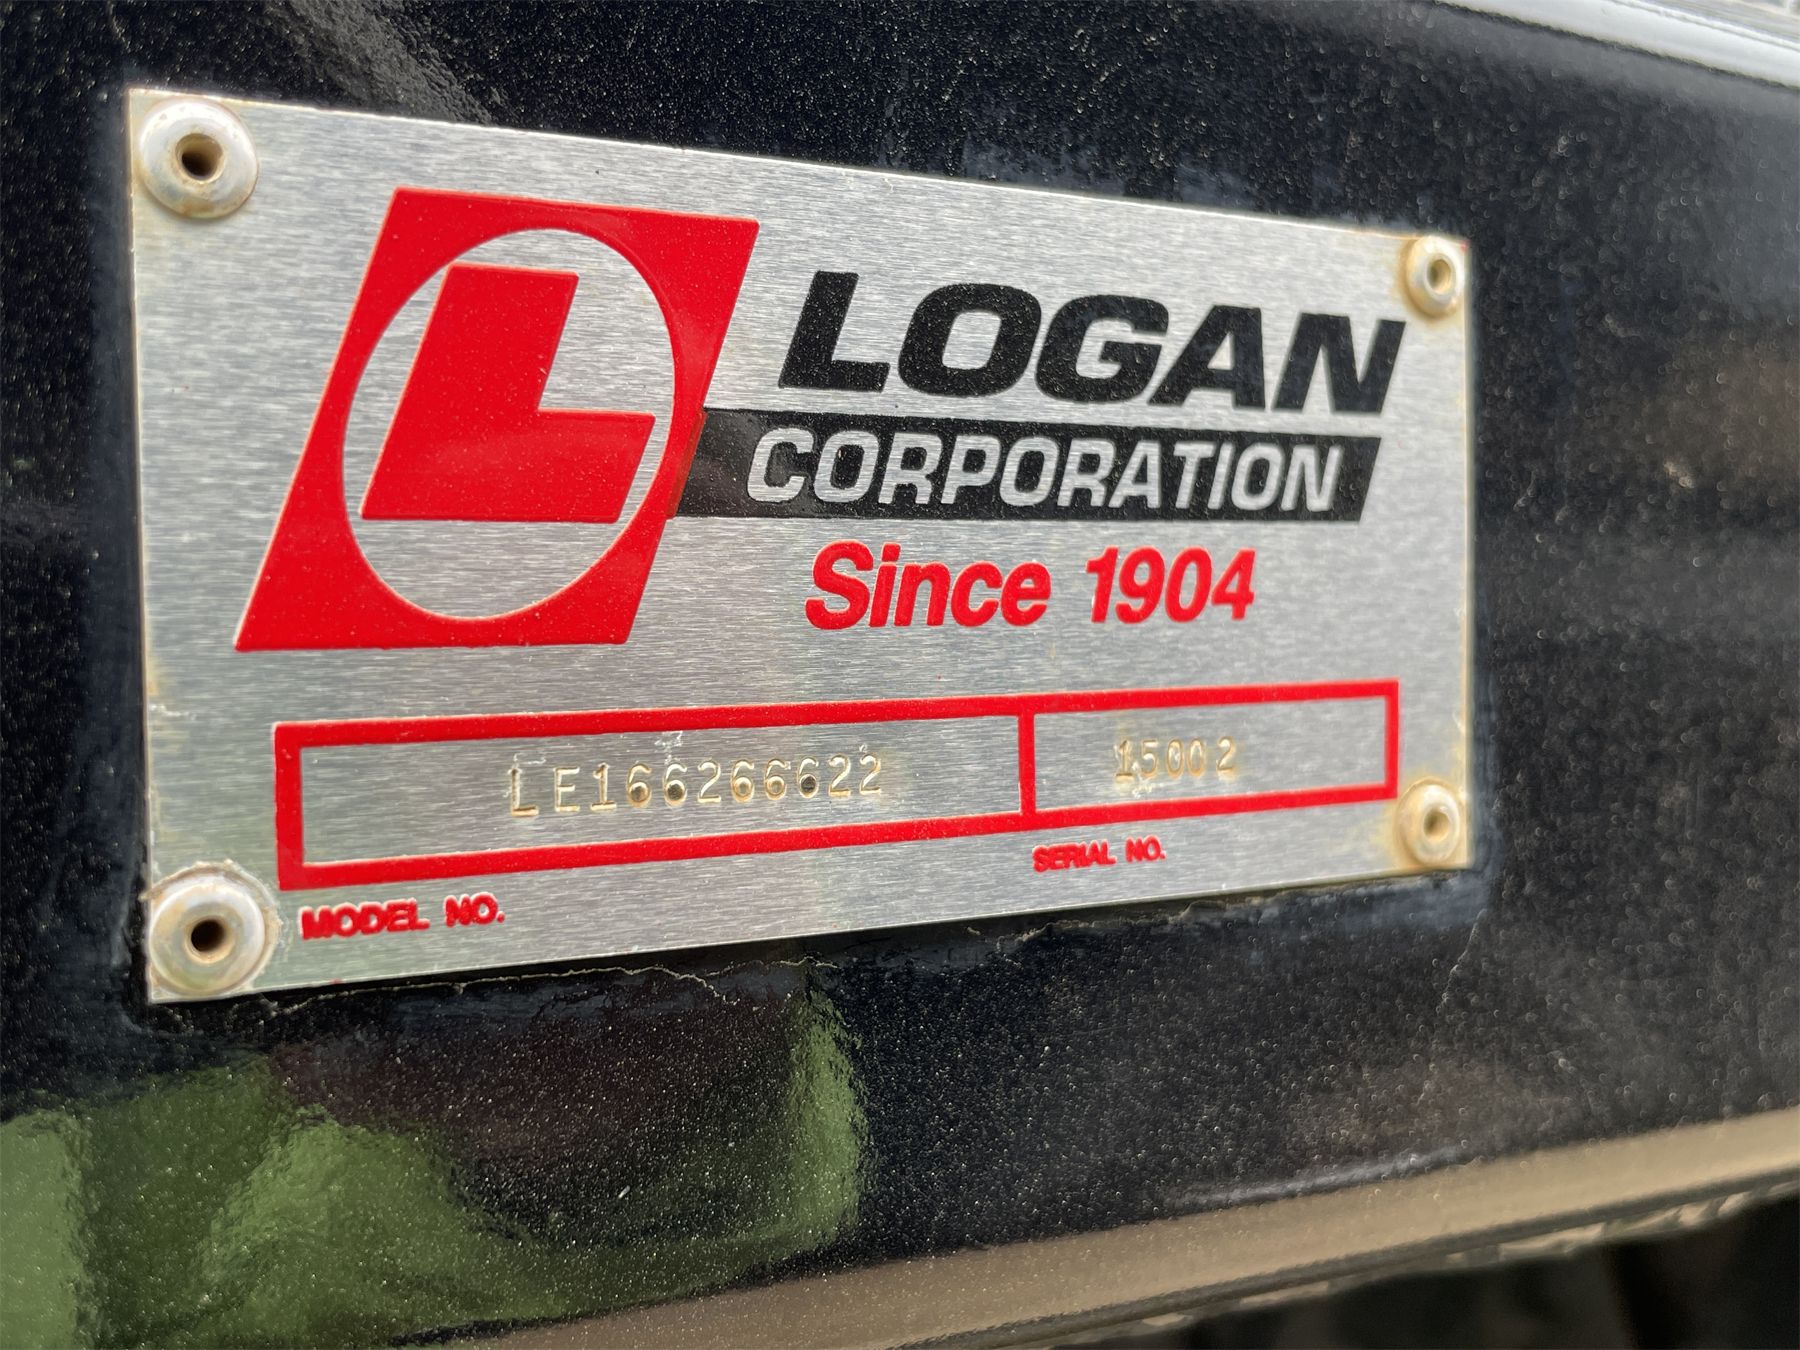 L
LOGAN
CORPORATION
Since 1904
LE166266622
15002
SERIAL NO.
MODEL NO.